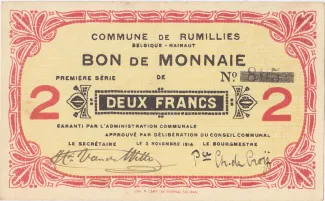 COMMUNE DE RUMILLIES
BELGIQUE - HAINAUT
BON DE MONNAIE
PREMIÈRE SÉRIE DE Nº
2 DEUX FRANCS 2
GARANTI PAR L'ADMINISTRATION COMMUNALE
APPROUVÉ PAR DÉLIBÉRATION DU CONSEIL COMMUNAL
LE SECRÉTAIRE LE 2 NOVEMBRE 1914 LE BOURGMESTRE